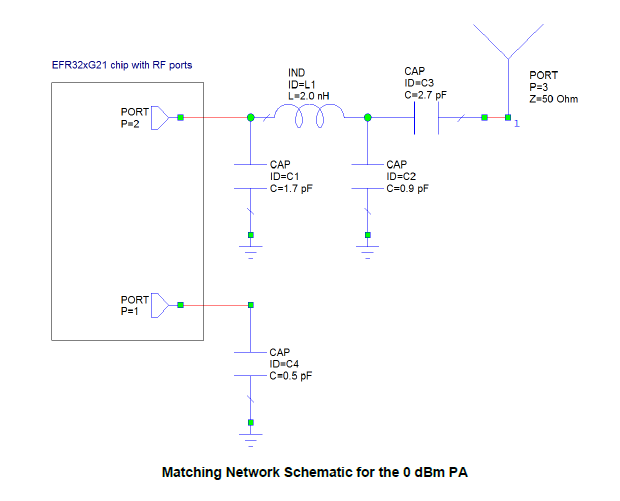 EFR32xG21 chip with RF ports
IND
ID=L1
L=2.0 nH
CAP
ID=C3
C=2.7 pF
PORT
P=3
Z=50 Ohm
PORT
P=2
1
CAP
ID=C1
C=1.7 pF
CAP
ID=C2
C=0.9 pF
PORT
P=1
CAP
ID=C4
C=0.5 pF
Matching Network Schematic for the 0 dBm PA